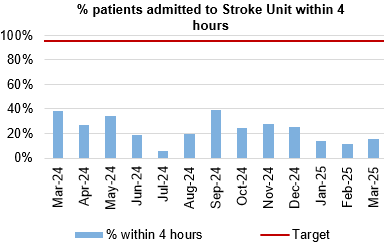 % patients admitted to Stroke Unit within 4
hours
100%
80%
60%
40%
20%
0%
Mar-24
Apr-24
May-24
Jun-24
Jul-24
Aug-24
Sep-24
Oct-24
Nov-24
Dec-24
Jan-25
Feb-25
Mar-25
% within 4 hours
Target